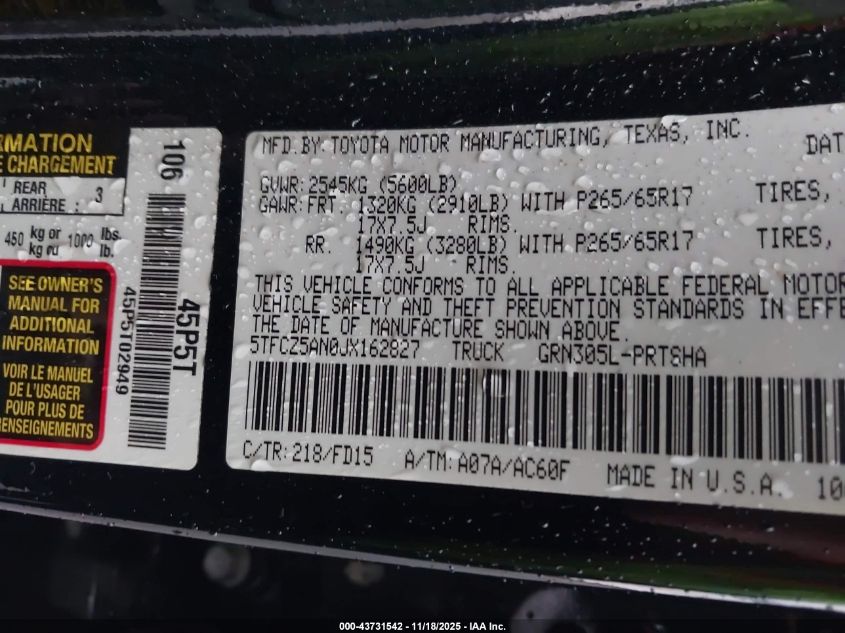 RMATION
E CHARGEMENT
REAR
ARRIÈRE : 3
450 kg or 1000 lbs.
kg ou lb.
SEE OWNER'S
MANUAL FOR
ADDITIONAL
INFORMATION
VOIR LE MANUEL
DE L'USAGER
POUR PLUS DE
RENSEIGNEMENTS
106
45P5T02949
45P5T
MFD. BY: TOYOTA MOTOR MANUFACTURING, TEXAS, INC. DAT
GVWR: 2545KG (5600LB)
GAWR: FRT. 1320KG (2910LB) WITH P265/65R17 TIRES,
17X7.5J RIMS.
RR. 1490KG (3280LB) WITH P265/65R17 TIRES,
17X7.5J RIMS.
THIS VEHICLE CONFORMS TO ALL APPLICABLE FEDERAL MOTOR
VEHICLE SAFETY AND THEFT PREVENTION STANDARDS IN EFFE
THE DATE OF MANUFACTURE SHOWN ABOVE.
5TFCZ5AN0JX162827 TRUCK GRN305L-PRTSHA
C/TR: 218/FD15 A/TM: A07A/AC60F MADE IN U.S.A. 10
000-43731542 - 11/18/2025 - IAA Inc.